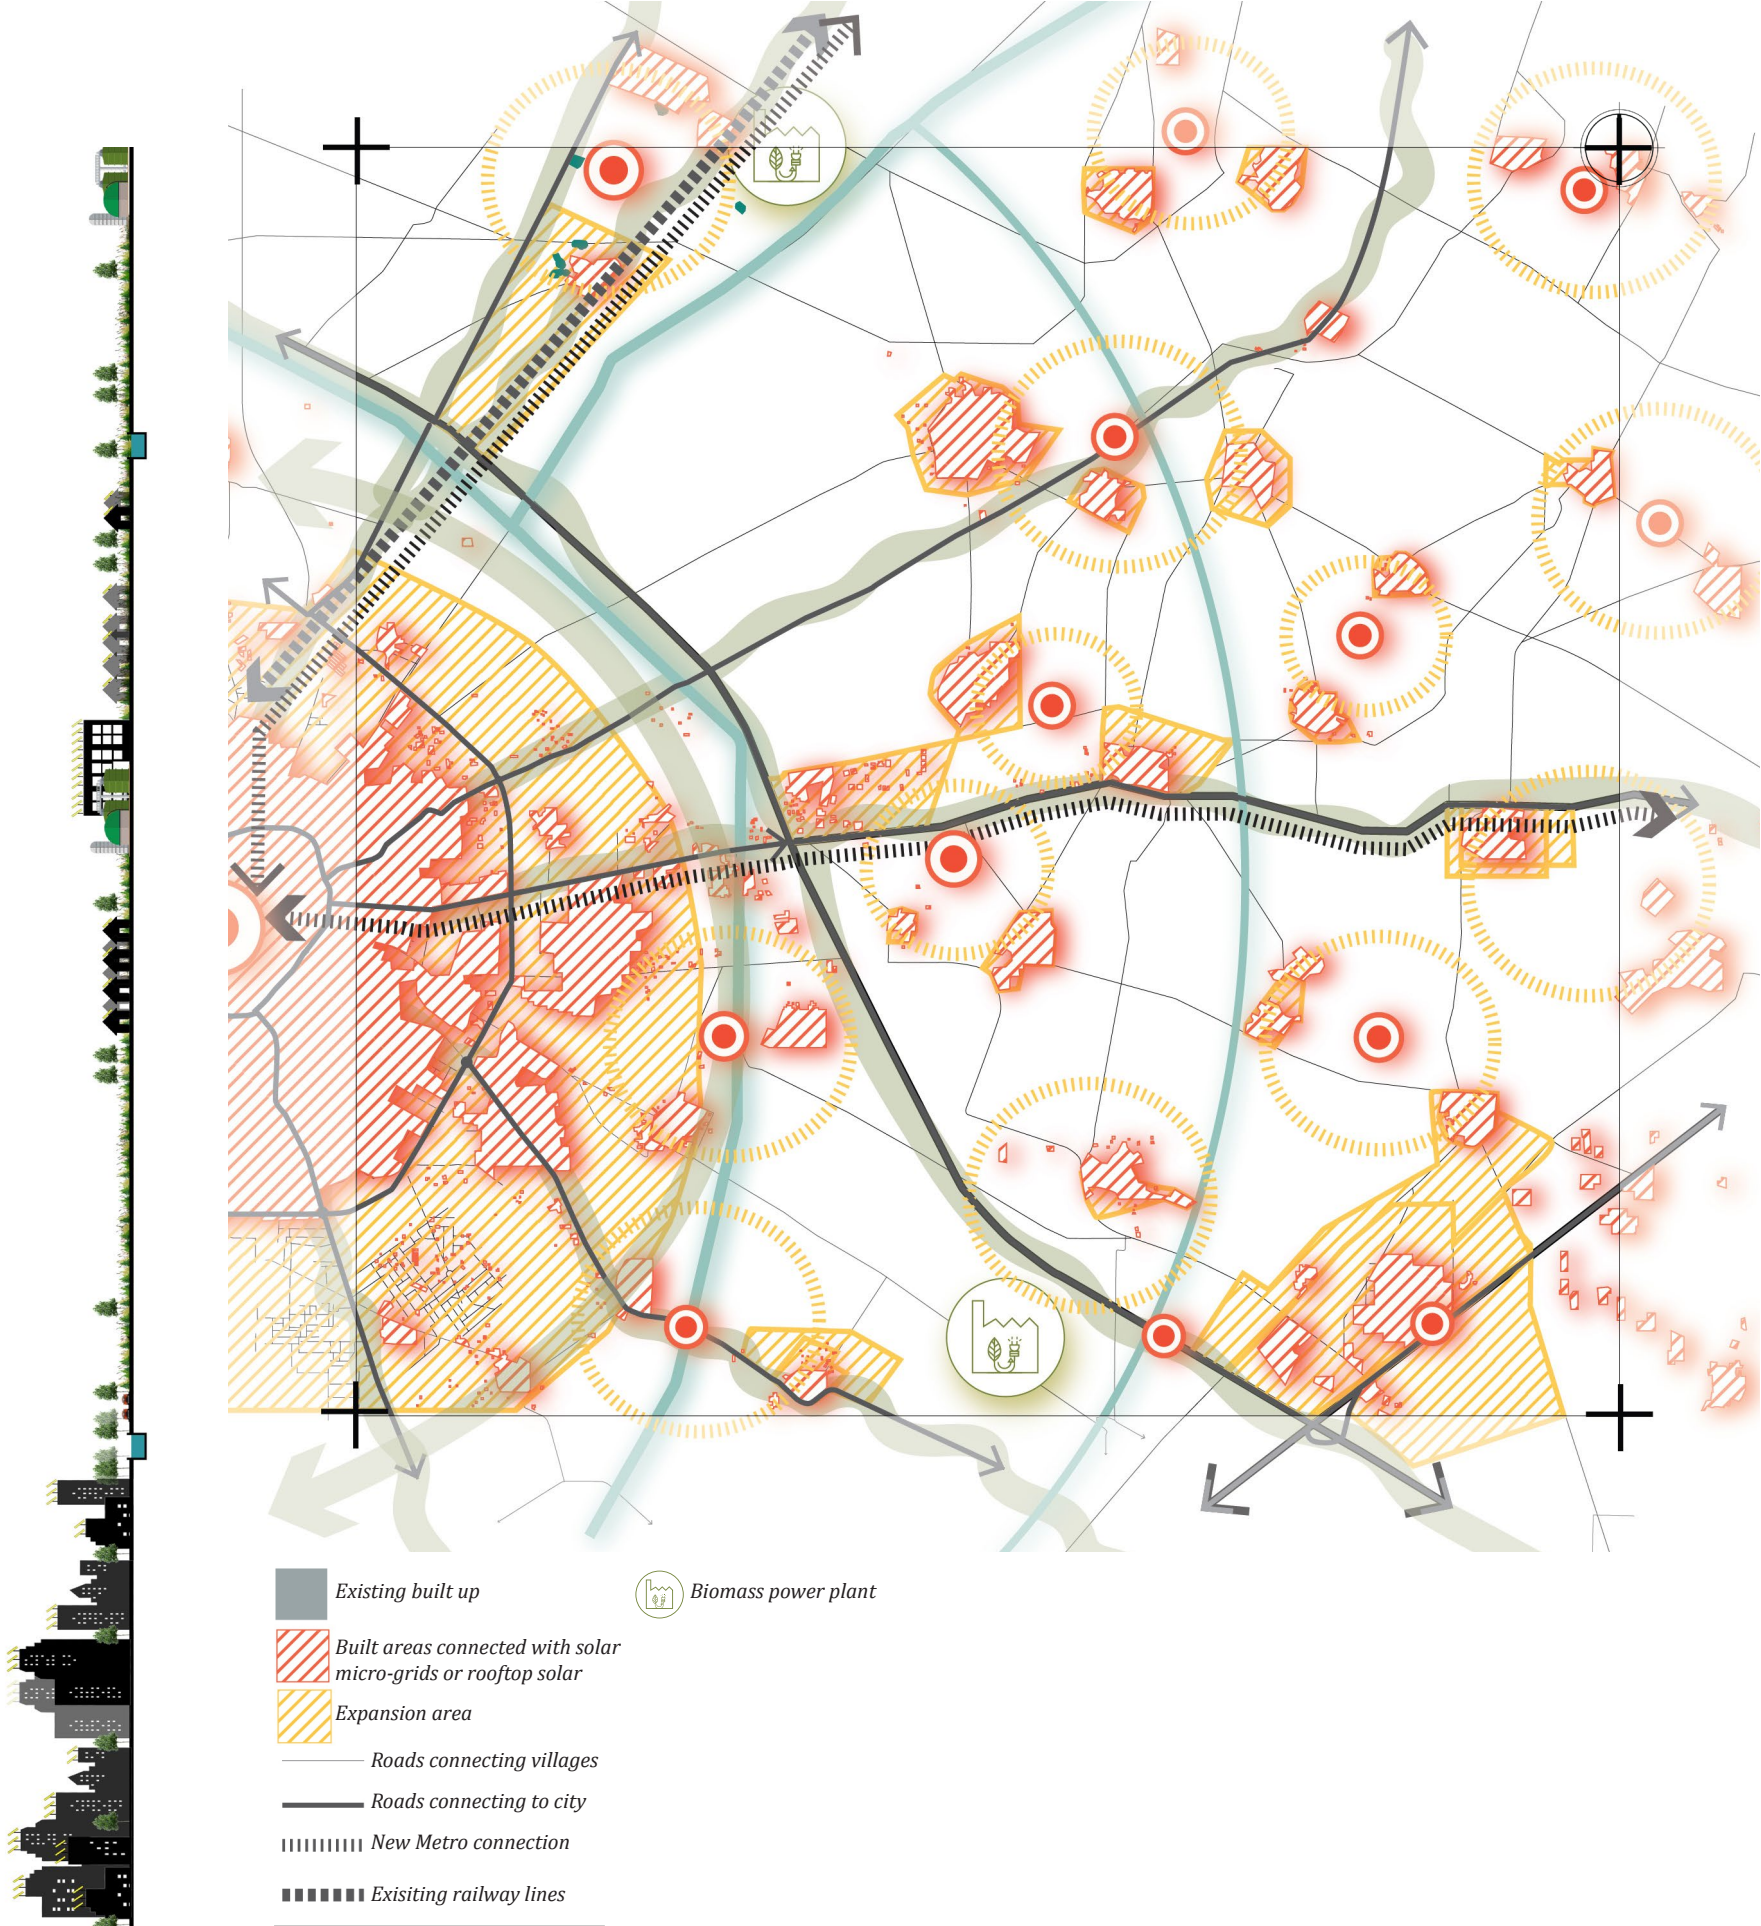 Existing built up
Biomass power plant
Built areas connected with solar
micro-grids or rooftop solar
Expansion area
Roads connecting villages
Roads connecting to city
New Metro connection
Exisiting railway lines